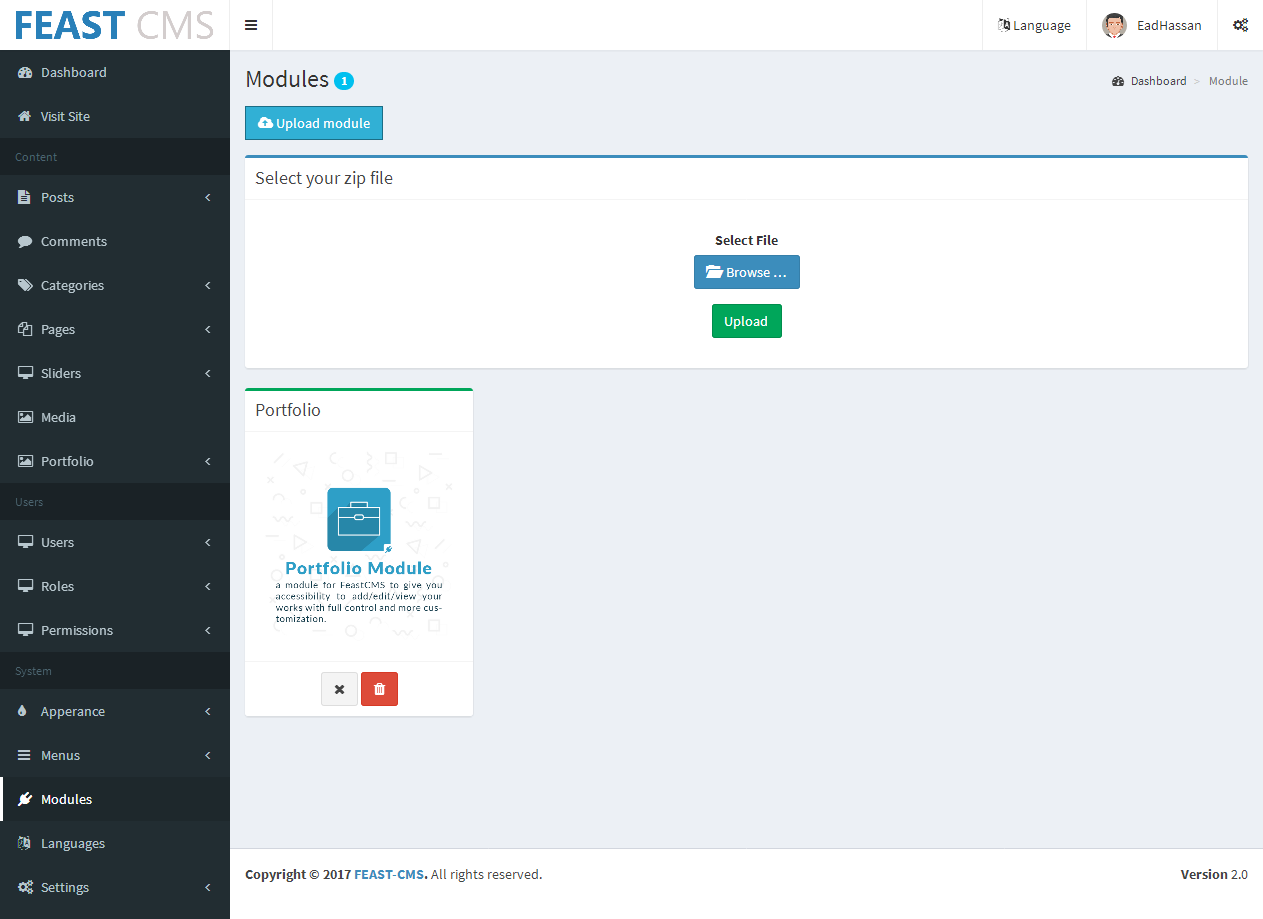 FEAST CMS
Language
EadHassan
Dashboard
Visit Site
Content
Posts
Comments
Categories
Pages
Sliders
Media
Portfolio
Users
Users
Roles
Permissions
System
Apperance
Menus
Modules
Languages
Settings
Modules 1
Dashboard > Module
Upload module
Select your zip file
Select File
Browse ...
Upload
Portfolio
Portfolio Module
a module for FeastCMS to give you
accessibility to add/edit/view your
works with full control and more cus-
tomization.
Copyright © 2017 FEAST-CMS. All rights reserved.
Version 2.0